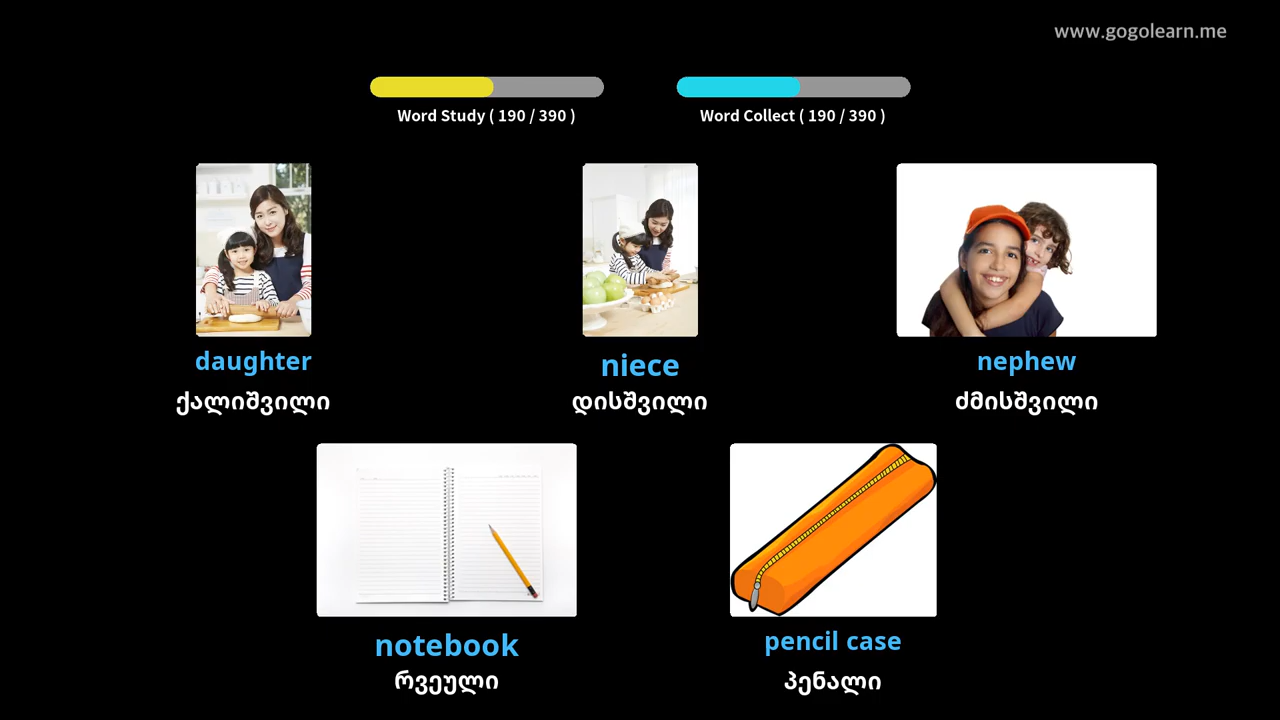 www.gogolearn.me
Word Study ( 190 / 390 )
Word Collect ( 190 / 390 )
daughter
niece
nephew
ქალიშვილი
დისშვილი
ძმისშვილი
notebook
pencil case
რვეული
პენალი